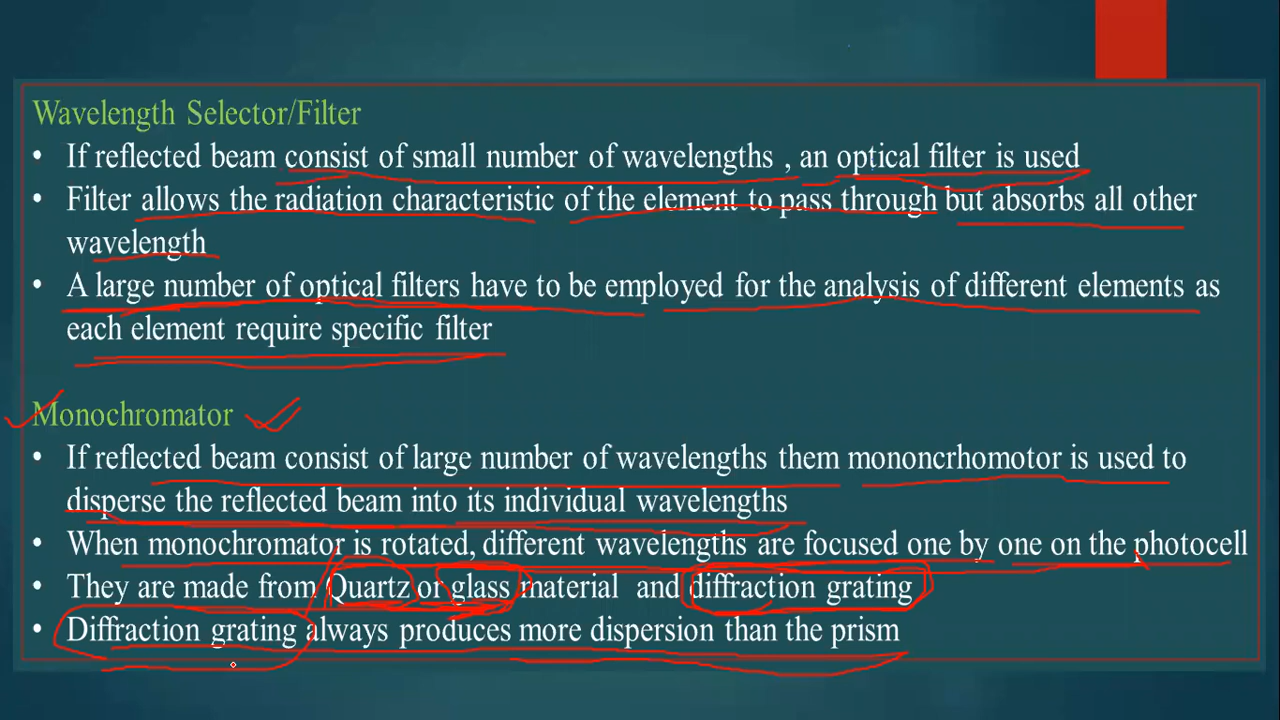 Wavelength Selector/Filter
• If reflected beam consist of small number of wavelengths , an optical filter is used
• Filter allows the radiation characteristic of the element to pass through but absorbs all other
wavelength
• A large number of optical filters have to be employed for the analysis of different elements as
each element require specific filter
Monochromator
• If reflected beam consist of large number of wavelengths them mononcrhomotor is used to
disperse the reflected beam into its individual wavelengths
• When monochromator is rotated, different wavelengths are focused one by one on the photocell
• They are made from Quartz or glass material and diffraction grating
• Diffraction grating always produces more dispersion than the prism